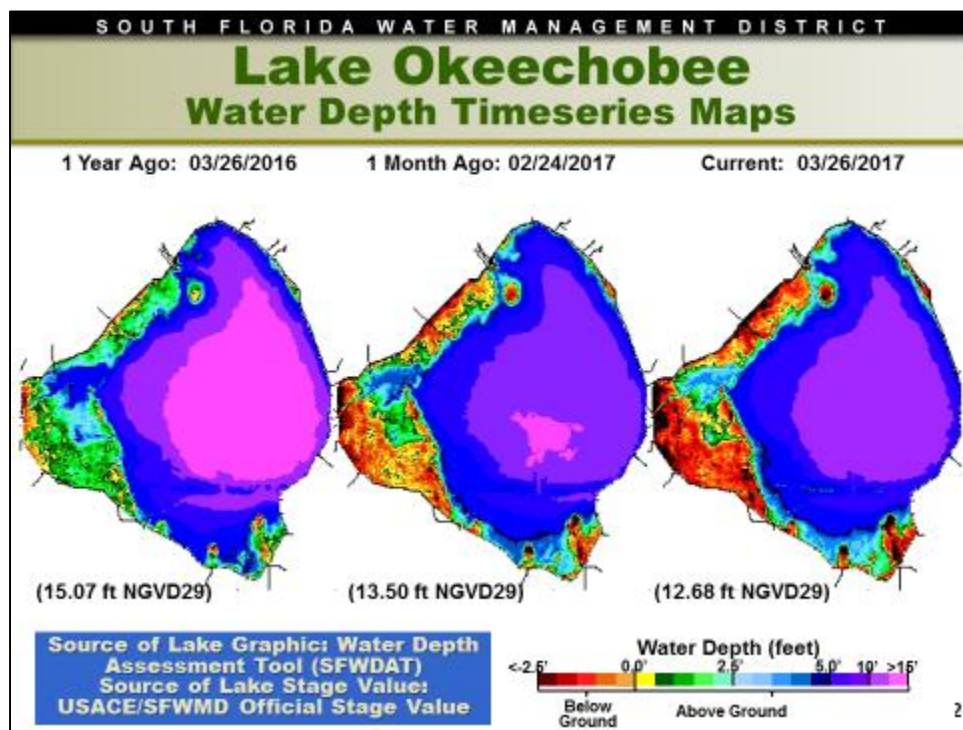 SOUTH FLORIDA WATER MANAGEMENT DISTRICT
Lake Okeechobee
Water Depth Timeseries Maps
1 Year Ago: 03/26/2016 1 Month Ago: 02/24/2017 Current: 03/26/2017
(15.07 ft NGVD29) (13.50 ft NGVD29) (12.68 ft NGVD29)
Source of Lake Graphic: Water Depth
Assessment Tool (SFWDAT)
Source of Lake Stage Value:
USACE/SFWMD Official Stage Value
Water Depth (feet)
<-2.5' 0.0' 2.5' 5.0' 10' >15'
Below
Ground
Above Ground
2